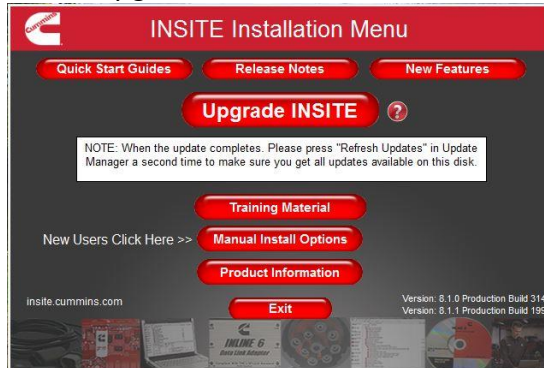 Cummins
INSITE Installation Menu
Quick Start Guides
Release Notes
New Features
Upgrade INSITE
?
NOTE: When the update completes. Please press "Refresh Updates" in Update
Manager a second time to make sure you get all updates available on this disk.
Training Material
New Users Click Here >>
Manual Install Options
Product Information
insite.cummins.com
Exit
Version: 8.1.0 Production Build 314
Version: 8.1.1 Production Build 199
INLINE 6
Data Link Adapter